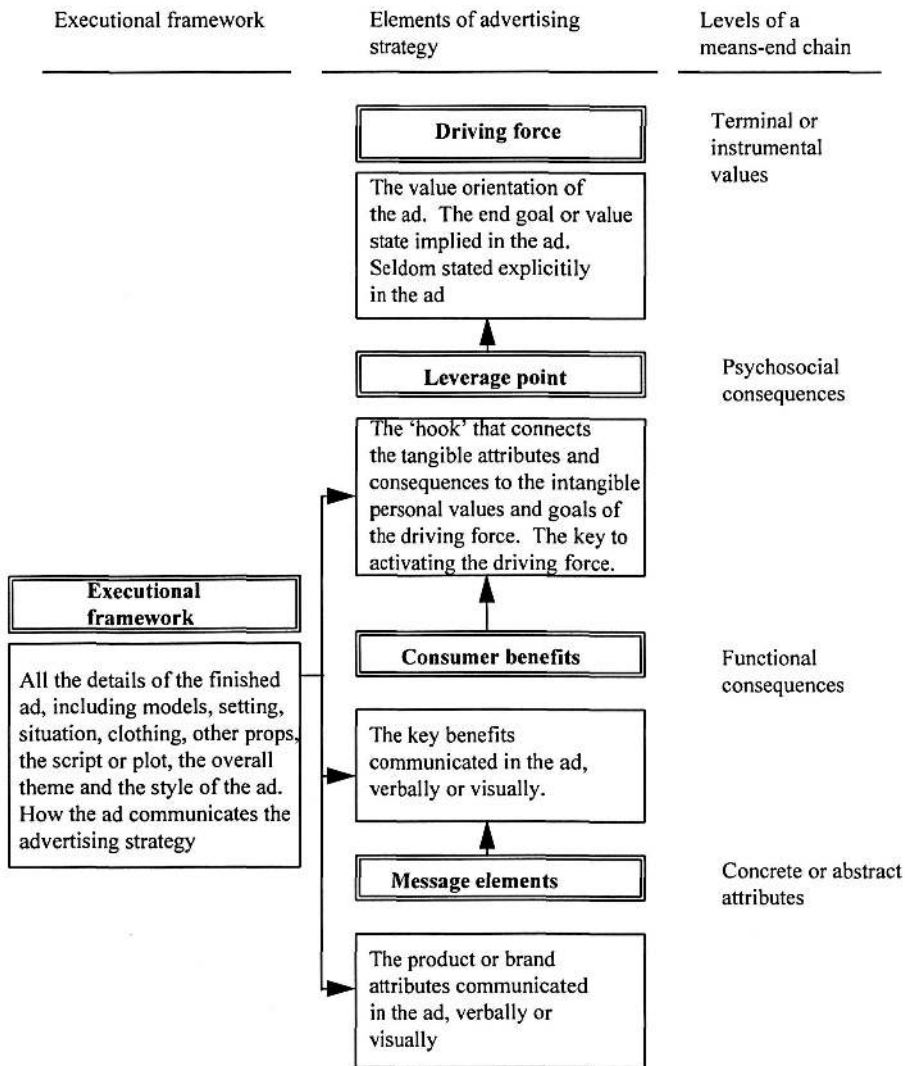 Executional framework
Elements of advertising
strategy
Levels of a
means-end chain
Driving force
Terminal or
instrumental
values
The value orientation of
the ad. The end goal or value
state implied in the ad.
Seldom stated explicitily
in the ad
Leverage point
Psychosocial
consequences
The ‘hook’ that connects
the tangible attributes and
consequences to the intangible
personal values and goals of
the driving force. The key to
activating the driving force.
Executional
framework
All the details of the finished
ad, including models, setting,
situation, clothing, other props,
the script or plot, the overall
theme and the style of the ad.
How the ad communicates the
advertising strategy
Consumer benefits
Functional
consequences
The key benefits
communicated in the ad,
verbally or visually.
Message elements
Concrete or abstract
attributes
The product or brand
attributes communicated
in the ad, verbally or
visually